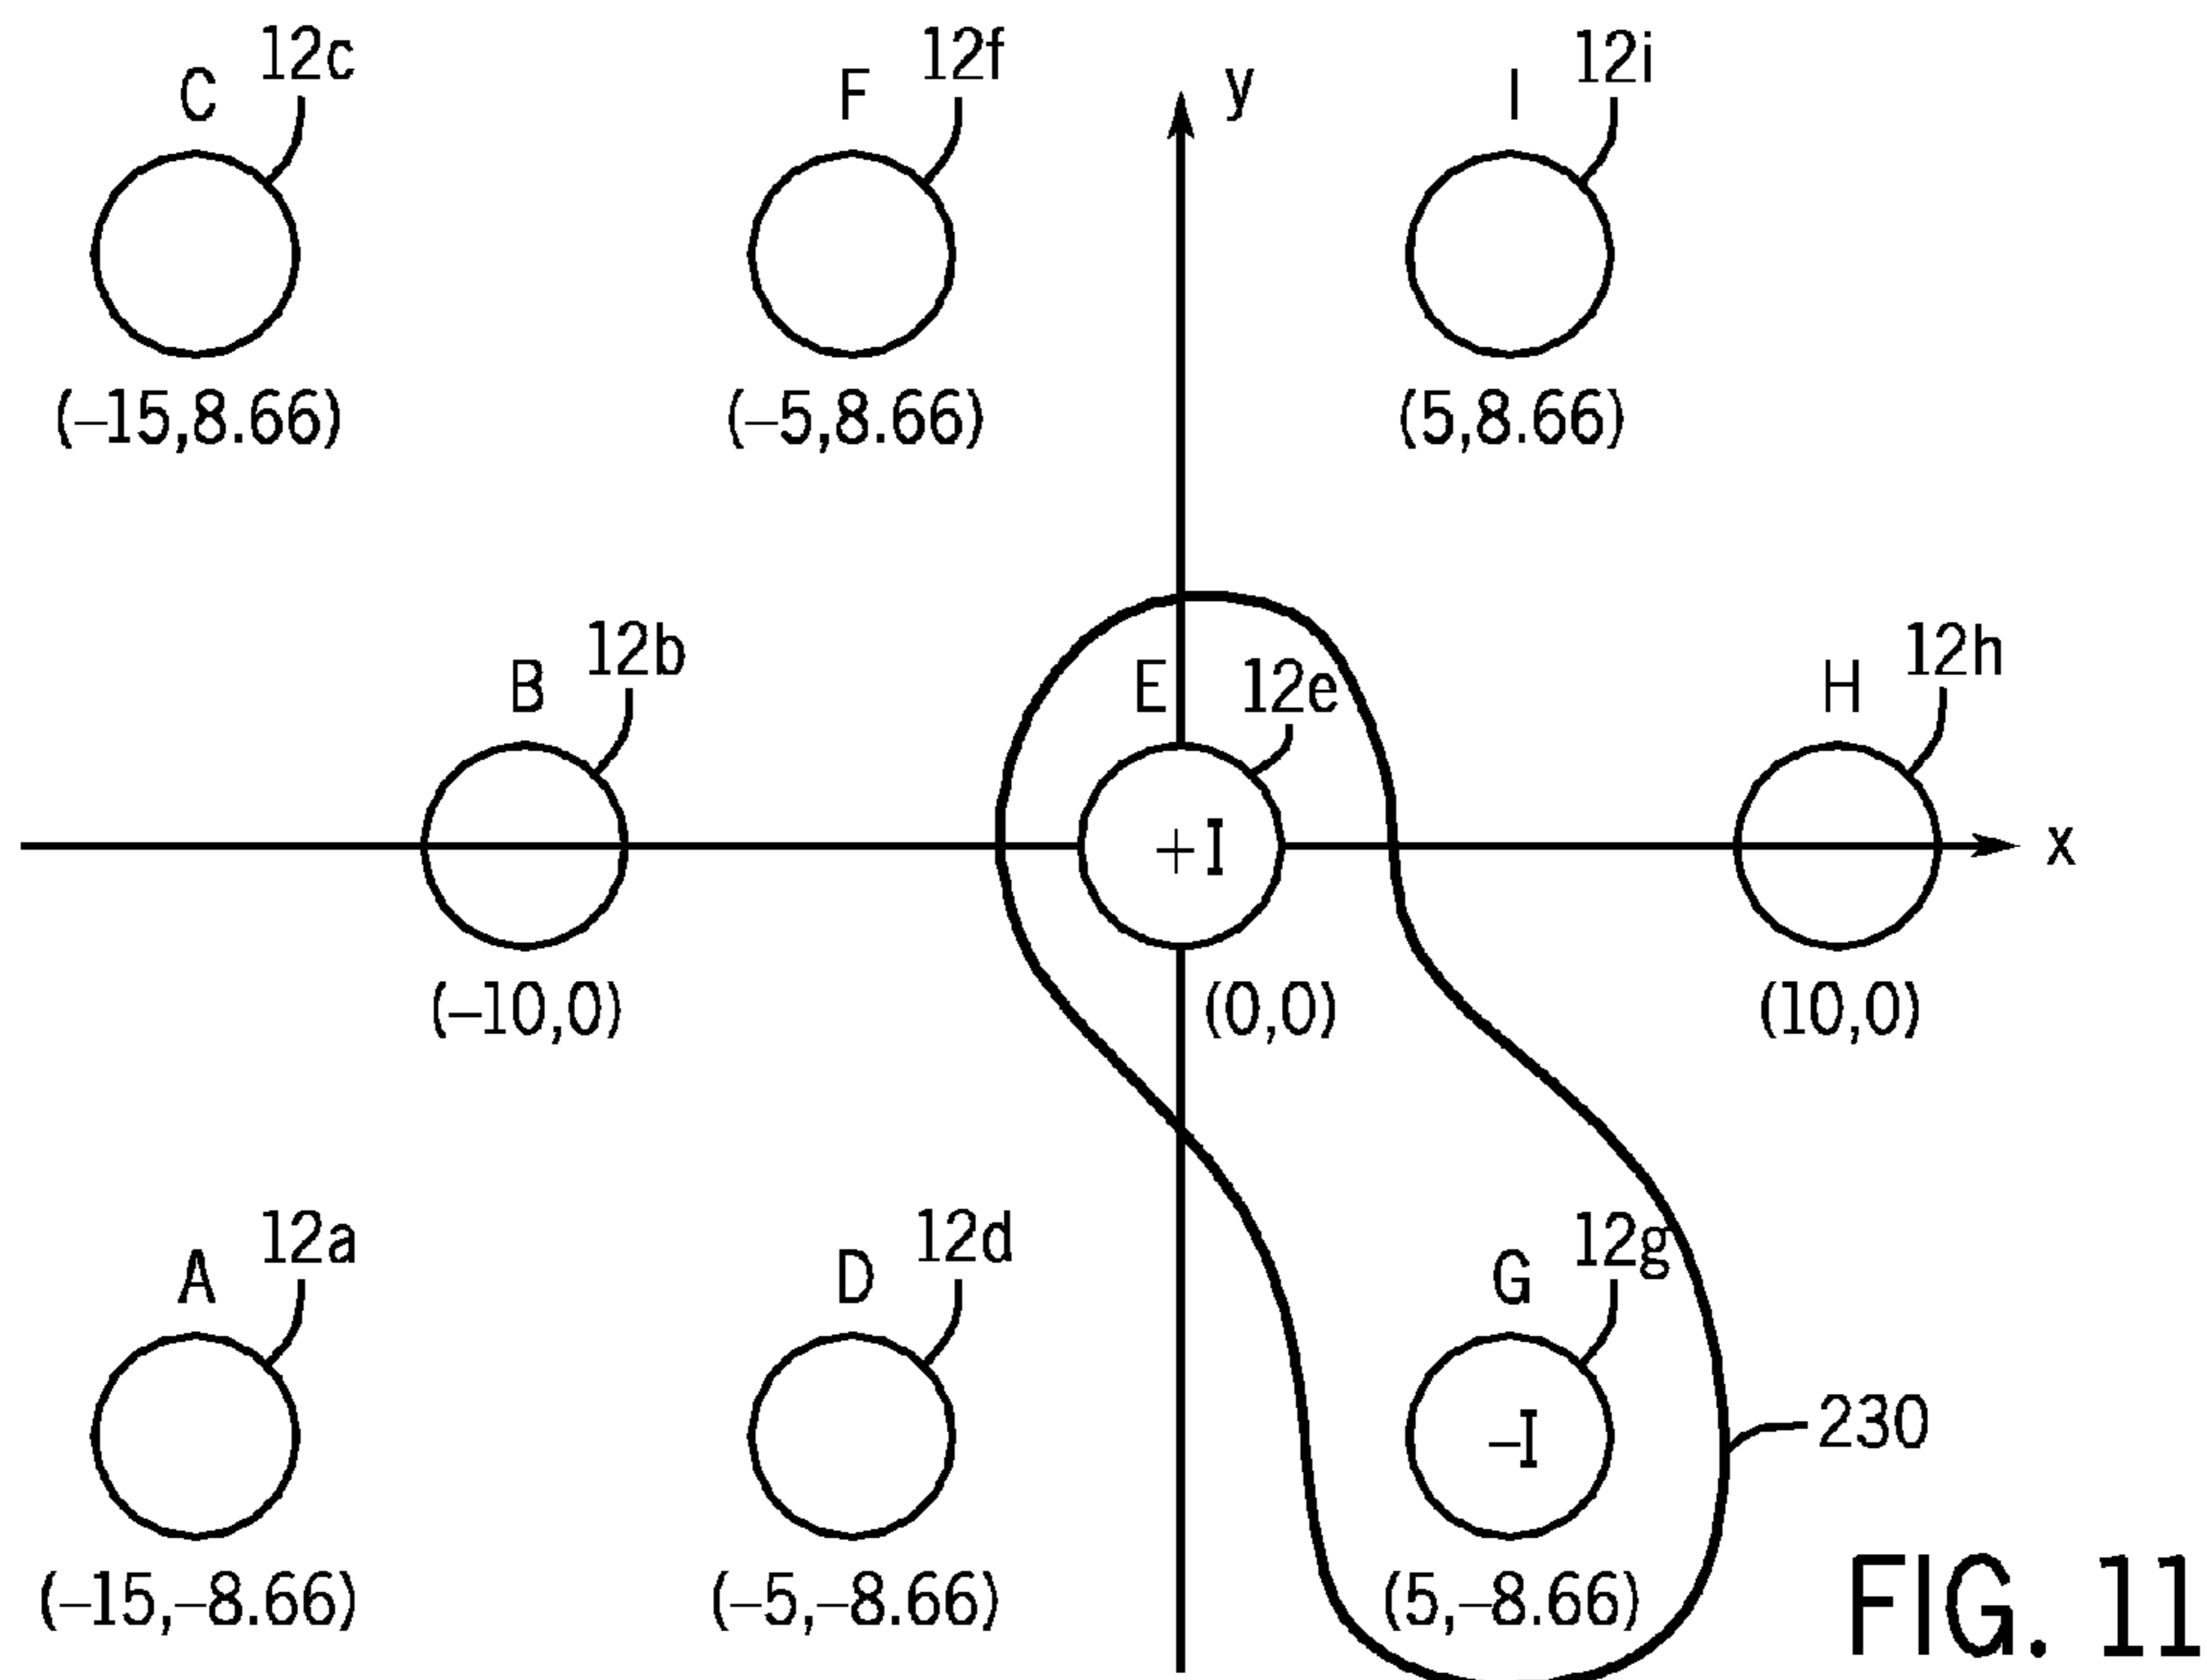 C 12c F 12f y I 12i
(–15,8.66) (–5,8.66) (5,8.66)
B 12b E 12e H 12h
+I x
(–10,0) (0,0) (10,0)
A 12a D 12d G 12g
–I 230
(–15,–8.66) (–5,–8.66) (5,–8.66)
FIG. 11